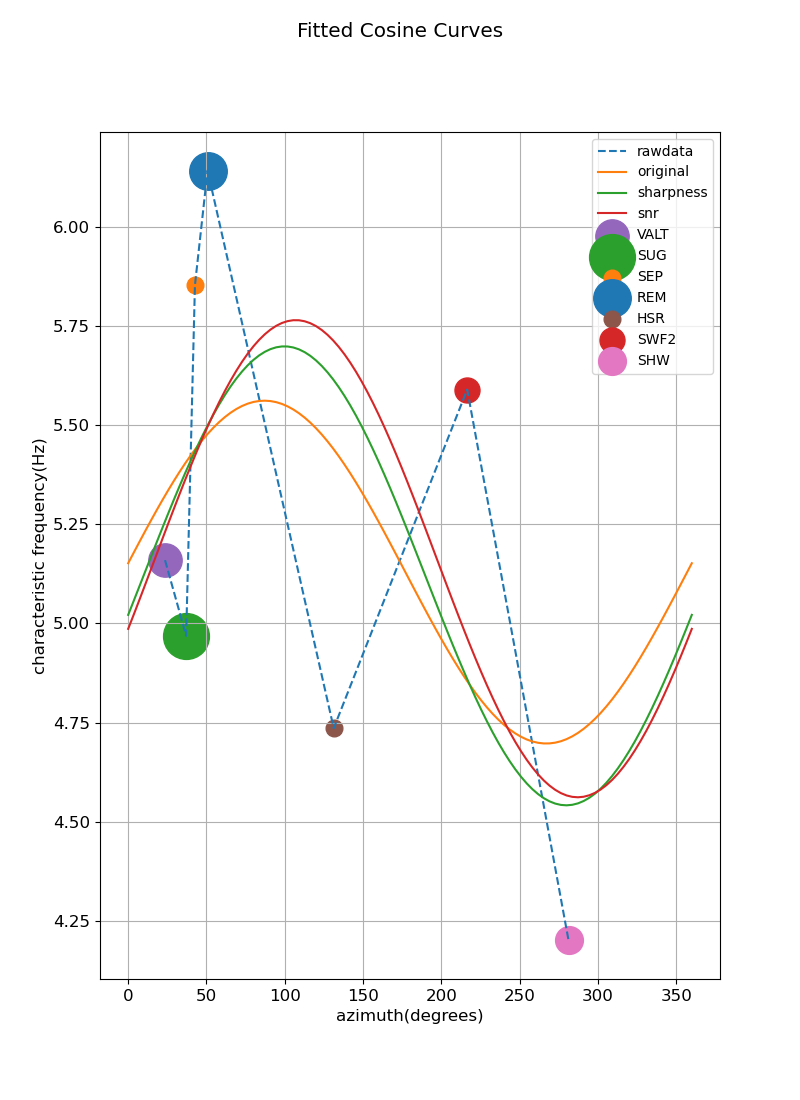 Fitted Cosine Curves
rawdata
original
sharpness
snr
VALT
SUG
SEP
REM
HSR
SWF2
SHW
6.00
5.75
5.50
5.25
5.00
4.75
4.50
4.25
characteristic frequency(Hz)
0 50 100 150 200 250 300 350
azimuth(degrees)